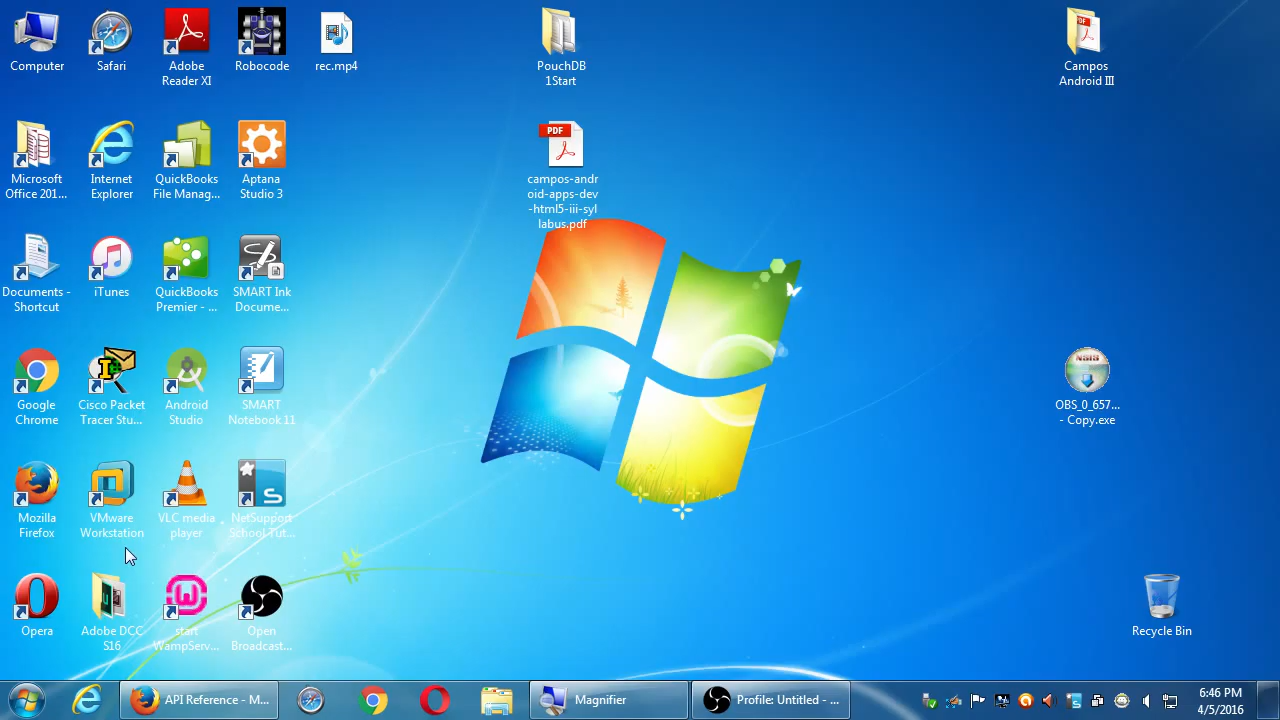 Computer
Safari
Adobe
Reader XI
Robocode
rec.mp4
PouchDB
1Start
Campos
Android III
Microsoft
Office 201...
Internet
Explorer
QuickBooks
File Manag...
Aptana
Studio 3
PDF
campos-andr
oid-apps-dev
-html5-iii-syl
labus.pdf
Documents -
Shortcut
iTunes
QuickBooks
Premier - ...
SMART Ink
Docume...
Google
Chrome
Cisco Packet
Tracer Stu...
Android
Studio
SMART
Notebook 11
NSIS
OBS_0_657...
- Copy.exe
Mozilla
Firefox
VMware
Workstation
VLC media
player
NetSupport
School Tut...
Opera
Adobe DCC
S16
start
WampServ...
Open
Broadcast...
Recycle Bin
API Reference - M...
Magnifier
Profile: Untitled - ...
6:46 PM
4/5/2016